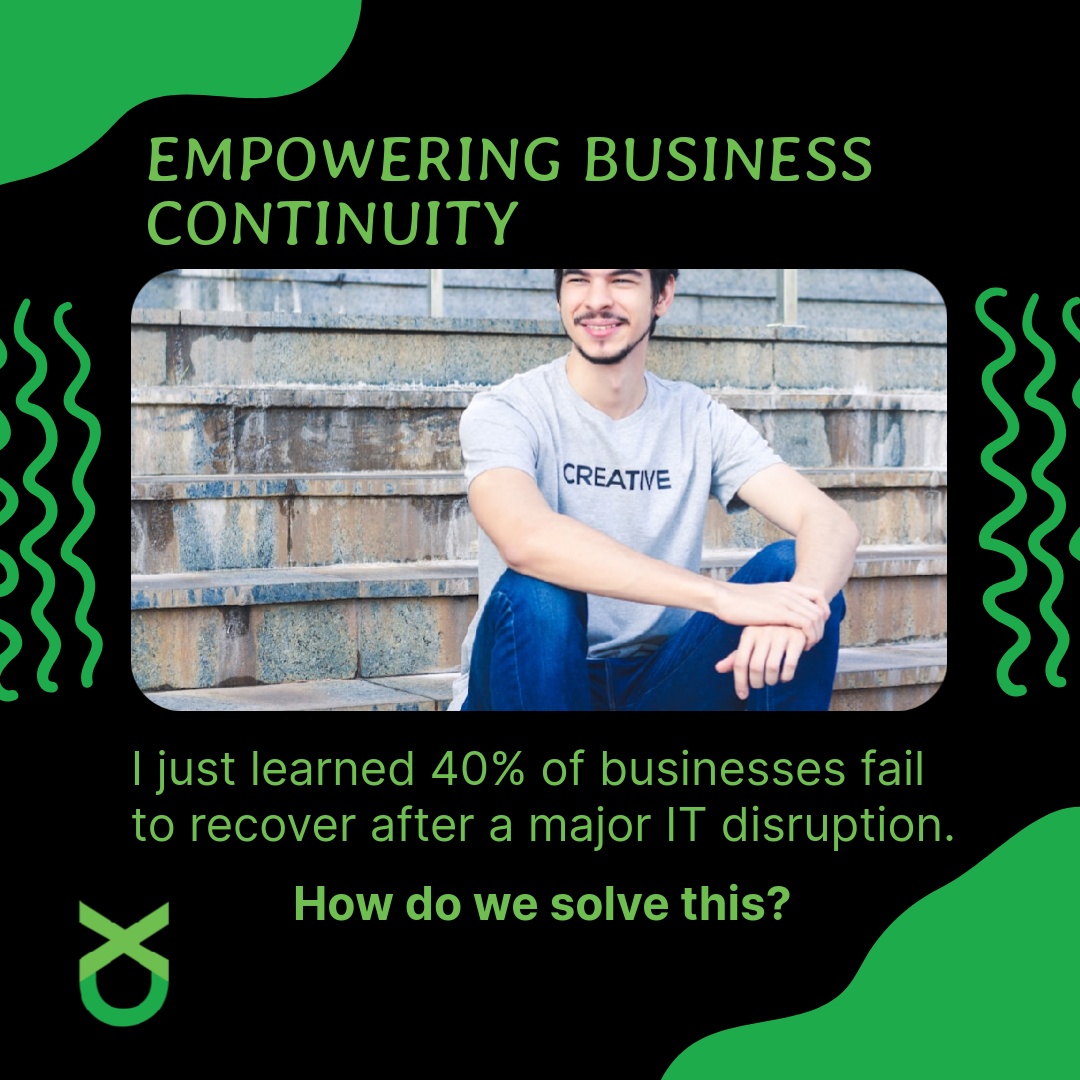 EMPOWERING BUSINESS
CONTINUITY
CREATIVE
I just learned 40% of businesses fail
to recover after a major IT disruption.
How do we solve this?